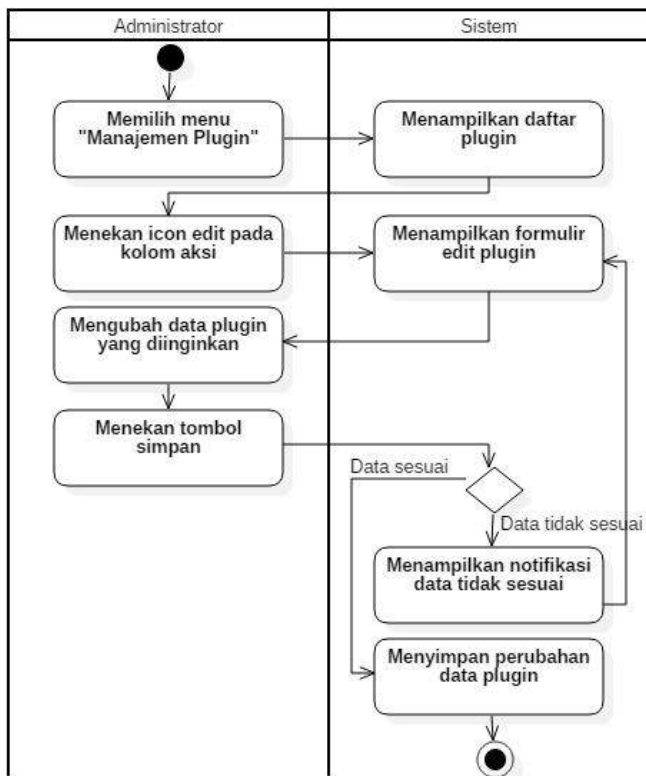 Administrator
Sistem
Memilih menu
"Manajemen Plugin"
Menampilkan daftar
plugin
Menekan icon edit pada
kolom aksi
Menampilkan formulir
edit plugin
Mengubah data plugin
yang diinginkan
Menekan tombol
simpan
Data sesuai
Data tidak sesuai
Menampilkan notifikasi
data tidak sesuai
Menyimpan perubahan
data plugin